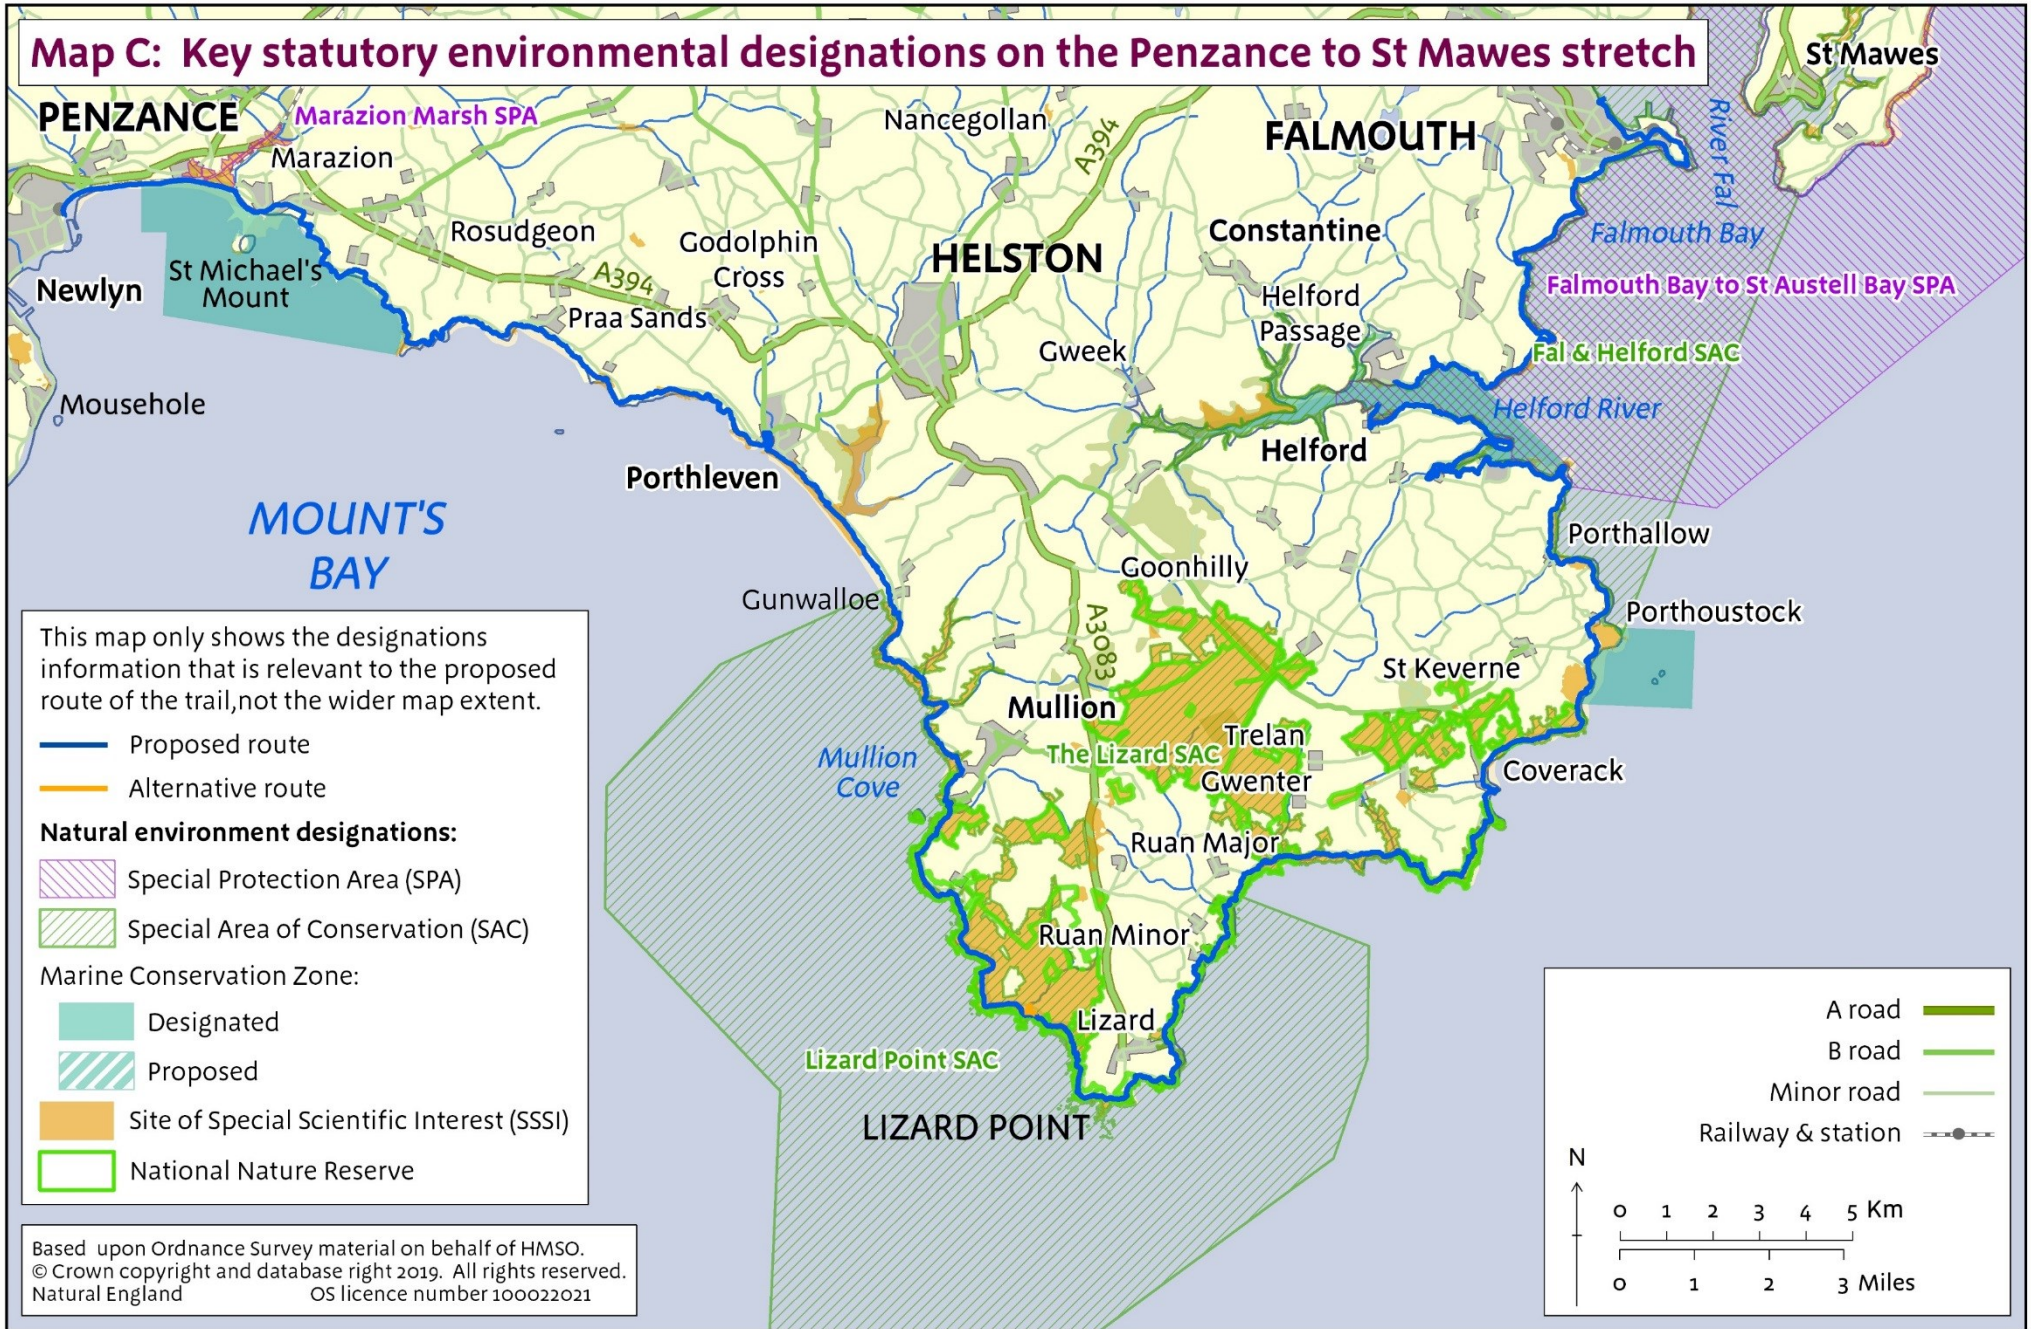 Map C: Key statutory environmental designations on the Penzance to St Mawes stretch
St Mawes
PENZANCE
Marazion Marsh SPA
Marazion
Nancegollan
A394
FALMOUTH
River Fal
Rosudgeon
Godolphin
Cross
HELSTON
Constantine
Falmouth Bay
St Michael's
Mount
Newlyn
A394
Praa Sands
Helford
Passage
Falmouth Bay to St Austell Bay SPA
Gweek
Fal & Helford SAC
Mousehole
Helford River
Helford
Porthleven
MOUNT'S
BAY
Porthallow
Goonhilly
Gunwalloe
A3083
Porthoustock
St Keverne
Mullion
Trelan
The Lizard SAC
Mullion
Cove
Gwenter
Coverack
Ruan Major
Ruan Minor
Lizard
Lizard Point SAC
LIZARD POINT
This map only shows the designations
information that is relevant to the proposed
route of the trail,not the wider map extent.
Proposed route
Alternative route
Natural environment designations:
Special Protection Area (SPA)
Special Area of Conservation (SAC)
Marine Conservation Zone:
Designated
Proposed
Site of Special Scientific Interest (SSSI)
National Nature Reserve
Based upon Ordnance Survey material on behalf of HMSO.
© Crown copyright and database right 2019. All rights reserved.
Natural England OS licence number 100022021
A road
B road
Minor road
Railway & station
N
0 1 2 3 4 5 Km
0 1 2 3 Miles